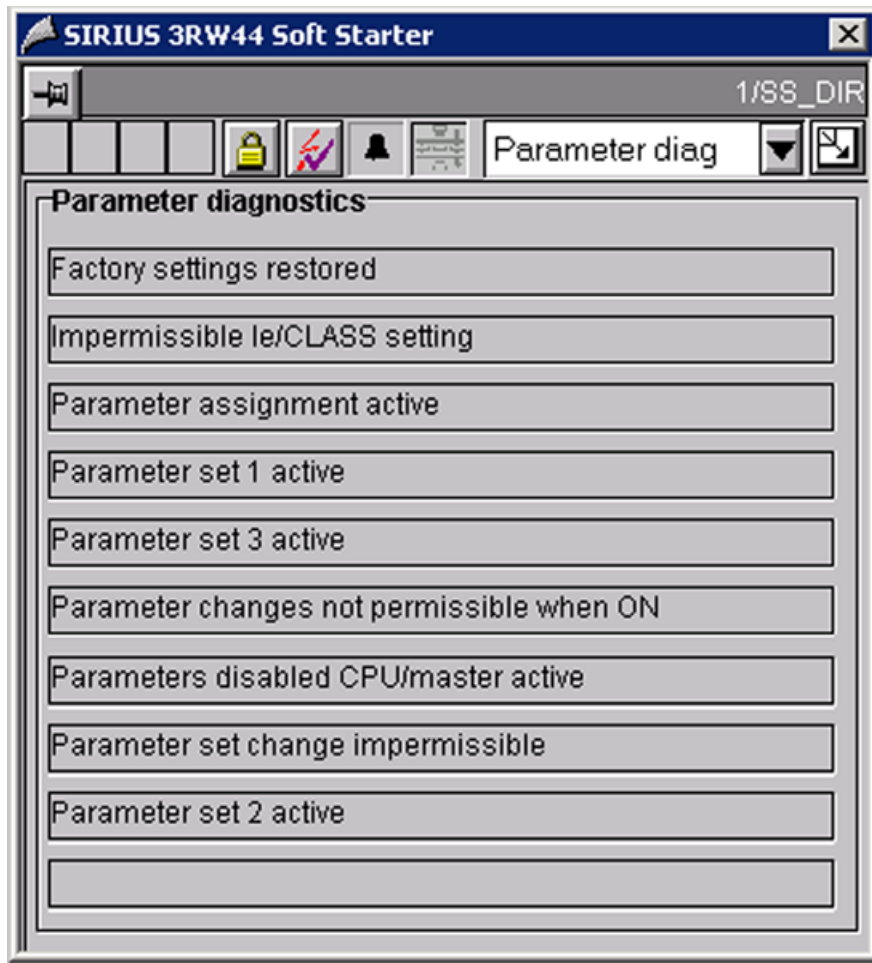 SIRIUS 3RW44 Soft Starter
1/SS_DIR
Parameter diag
Parameter diagnostics
Factory settings restored
Impermissible Ie/CLASS setting
Parameter assignment active
Parameter set 1 active
Parameter set 3 active
Parameter changes not permissible when ON
Parameters disabled CPU/master active
Parameter set change impermissible
Parameter set 2 active